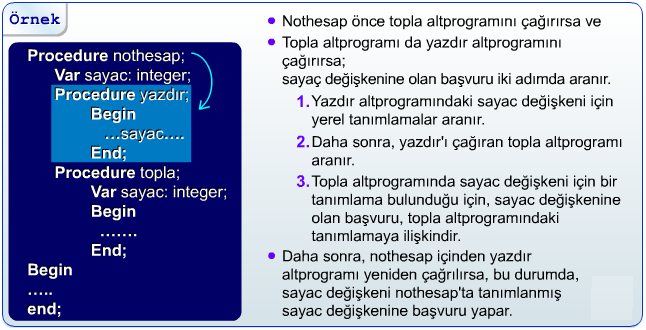 Örnek
Procedure nothesap;
Var sayac: integer;
Procedure yazdır;
Begin
…sayac….
End;
Procedure topla;
Var sayac: integer;
Begin
…….
End;
Begin
…..
end;
• Nothesap önce topla altprogramını çağırırsa ve
• Topla altprogramı da yazdır altprogramını
çağırırsa;
sayaç değişkenine olan başvuru iki adımda aranır.
1. Yazdır altprogramındaki sayac değişkeni için
yerel tanımlamalar aranır.
2. Daha sonra, yazdır'ı çağıran topla altprogramı
aranır.
3. Topla altprogramında sayac değişkeni için bir
tanımlama bulunduğu için, sayac değişkenine
olan başvuru, topla altprogramındaki
tanımlamaya ilişkindir.
• Daha sonra, nothesap içinden yazdır
altprogramı yeniden çağrılırsa, bu durumda,
sayac değişkeni nothesap'ta tanımlanmış
sayac değişkenine başvuru yapar.